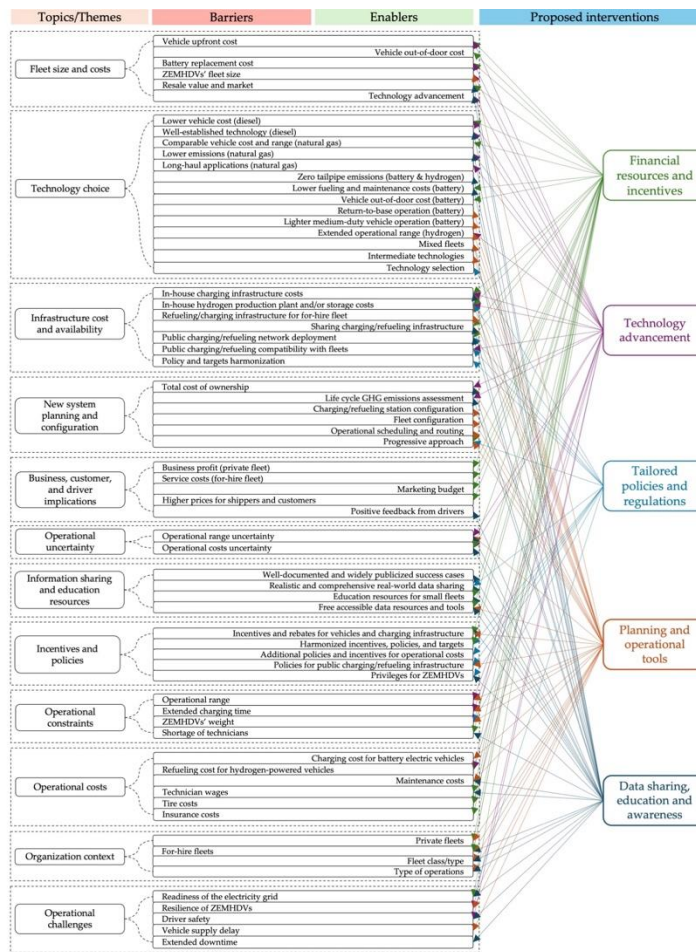 Topics/Themes
Barriers
Enablers
Proposed interventions
Fleet size and costs
Vehicle upfront cost
Vehicle out-of-door cost
Battery replacement cost
ZEMHDVs' fleet size
Resale value and market
Technology advancement
Technology choice
Lower vehicle cost (diesel)
Well-established technology (diesel)
Comparable vehicle cost and range (natural gas)
Lower emissions (natural gas)
Long-haul applications (natural gas)
Zero tailpipe emissions (battery & hydrogen)
Lower fueling and maintenance costs (battery)
Vehicle out-of-door cost (battery)
Return-to-base operation (battery)
Lighter medium-duty vehicle operation (battery)
Extended operational range (hydrogen)
Mixed fleets
Intermediate technologies
Technology selection
Infrastructure cost
and availability
In-house charging infrastructure costs
In-house hydrogen production plant and/or storage costs
Refueling/charging infrastructure for for-hire fleet
Sharing charging/refueling infrastructure
Public charging/refueling network deployment
Public charging/refueling compatibility with fleets
Policy and targets harmonization
New system
planning and
configuration
Total cost of ownership
Life cycle GHG emissions assessment
Charging/refueling station configuration
Fleet configuration
Operational scheduling and routing
Progressive approach
Business, customer,
and driver
implications
Business profit (private fleet)
Service costs (for-hire fleet)
Marketing budget
Higher prices for shippers and customers
Positive feedback from drivers
Operational
uncertainty
Operational range uncertainty
Operational costs uncertainty
Information sharing
and education
resources
Well-documented and widely publicized success cases
Realistic and comprehensive real-world data sharing
Education resources for small fleets
Free accessible data resources and tools
Incentives and
policies
Incentives and rebates for vehicles and charging infrastructure
Harmonized incentives, policies, and targets
Additional policies and incentives for operational costs
Policies for public charging/refueling infrastructure
Privileges for ZEMHDVs
Operational
constraints
Operational range
Extended charging time
ZEMHDVs' weight
Shortage of technicians
Operational costs
Charging cost for battery electric vehicles
Refueling cost for hydrogen-powered vehicles
Maintenance costs
Technician wages
Tire costs
Insurance costs
Organization context
Private fleets
For-hire fleets
Fleet class/type
Type of operations
Operational
challenges
Readiness of the electricity grid
Resilience of ZEMHDVs
Driver safety
Vehicle supply delay
Extended downtime
Financial
resources and
incentives
Technology
advancement
Tailored
policies and
regulations
Planning and
operational
tools
Data sharing,
education and
awareness